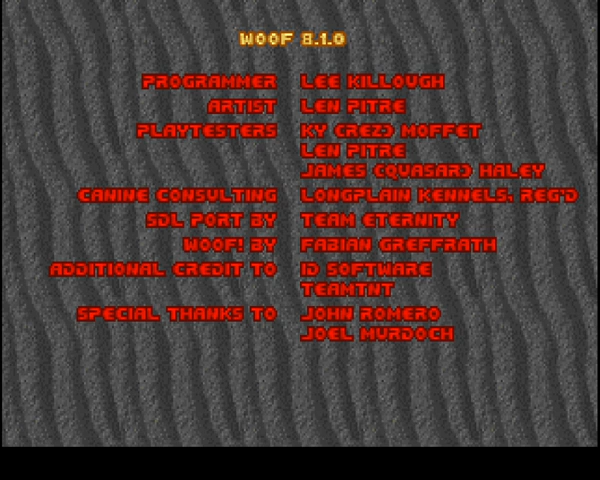 WOOF 8.1.0
PROGRAMMER LEE KILLOUGH
ARTIST LEN PITRE
PLAYTESTERS KY (REZ) MOFFET
LEN PITRE
JAMES (QUASAR) HALEY
CANINE CONSULTING LONGPLAIN KENNELS, REG'D
SDL PORT BY TEAM ETERNITY
WOOF! BY FABIAN GREFFRATH
ADDITIONAL CREDIT TO ID SOFTWARE
TEAMTNT
SPECIAL THANKS TO JOHN ROMERO
JOEL MURDOCH